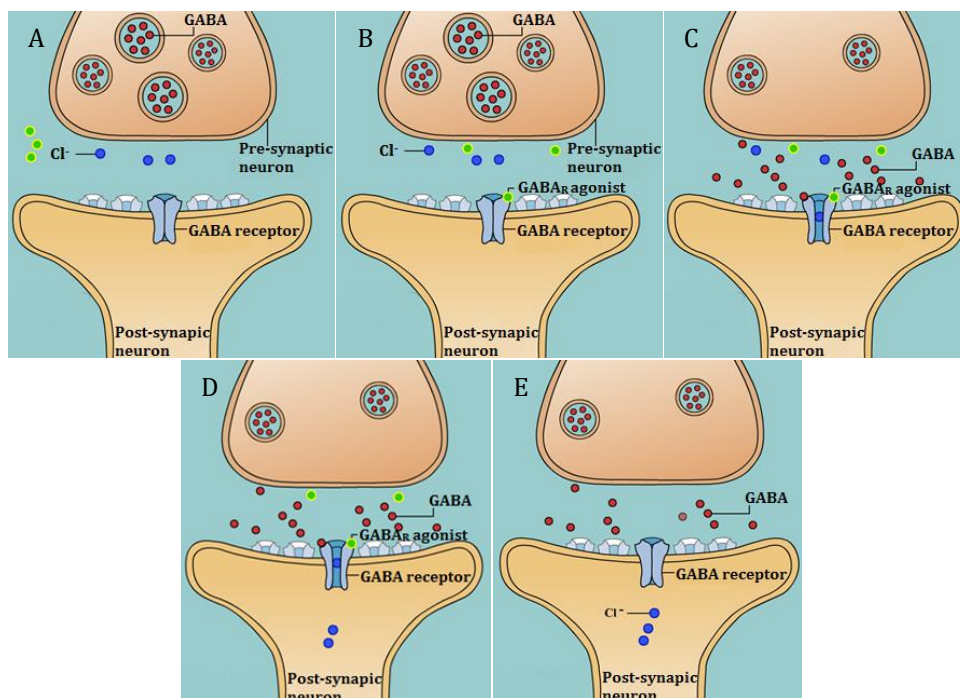 A
GABA
Cl-
Pre-synaptic
neuron
GABA receptor
Post-synapic
neuron
B
GABA
Cl-
Pre-synaptic
neuron
GABAR agonist
GABA receptor
Post-synapic
neuron
C
GABA
GABAR agonist
GABA receptor
Post-synapic
neuron
D
GABA
GABAR agonist
GABA receptor
Post-synapic
neuron
E
GABA
GABA receptor
Cl-
Post-synapic
neuron